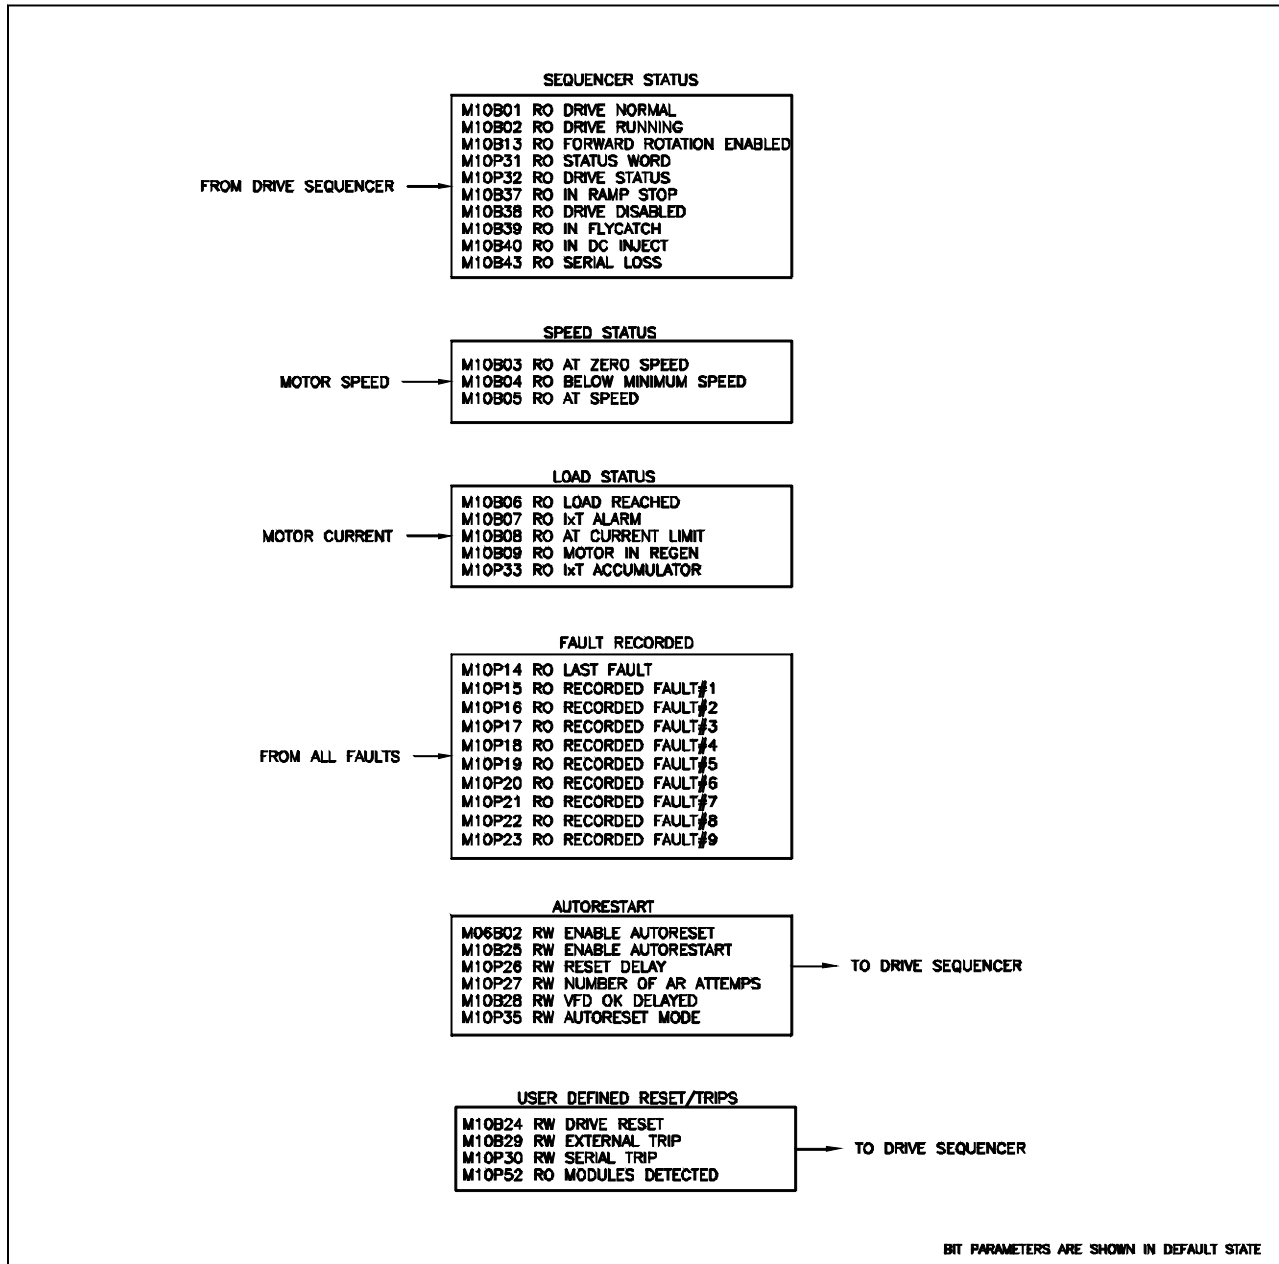 SEQUENCER STATUS
M10B01 RO DRIVE NORMAL
M10B02 RO DRIVE RUNNING
M10B13 RO FORWARD ROTATION ENABLED
M10P31 RO STATUS WORD
M10P32 RO DRIVE STATUS
FROM DRIVE SEQUENCER
M10B37 RO IN RAMP STOP
M10B38 RO DRIVE DISABLED
M10B39 RO IN FLYCATCH
M10B40 RO IN DC INJECT
M10B43 RO SERIAL LOSS
SPEED STATUS
M10B03 RO AT ZERO SPEED
MOTOR SPEED
M10B04 RO BELOW MINIMUM SPEED
M10B05 RO AT SPEED
LOAD STATUS
M10B06 RO LOAD REACHED
M10B07 RO IxT ALARM
MOTOR CURRENT
M10B08 RO AT CURRENT LIMIT
M10B09 RO MOTOR IN REGEN
M10P33 RO IxT ACCUMULATOR
FAULT RECORDED
M10P14 RO LAST FAULT
M10P15 RO RECORDED FAULT#1
M10P16 RO RECORDED FAULT#2
M10P17 RO RECORDED FAULT#3
M10P18 RO RECORDED FAULT#4
FROM ALL FAULTS
M10P19 RO RECORDED FAULT#5
M10P20 RO RECORDED FAULT#6
M10P21 RO RECORDED FAULT#7
M10P22 RO RECORDED FAULT#8
M10P23 RO RECORDED FAULT#9
AUTORESTART
M06B02 RW ENABLE AUTORESET
M10B25 RW ENABLE AUTORESTART
M10P26 RW RESET DELAY
M10P27 RW NUMBER OF AR ATTEMPS
M10B28 RW VFD OK DELAYED
M10P35 RW AUTORESET MODE
TO DRIVE SEQUENCER
USER DEFINED RESET/TRIPS
M10B24 RW DRIVE RESET
M10B29 RW EXTERNAL TRIP
M10P30 RW SERIAL TRIP
M10P52 RO MODULES DETECTED
TO DRIVE SEQUENCER
BIT PARAMETERS ARE SHOWN IN DEFAULT STATE